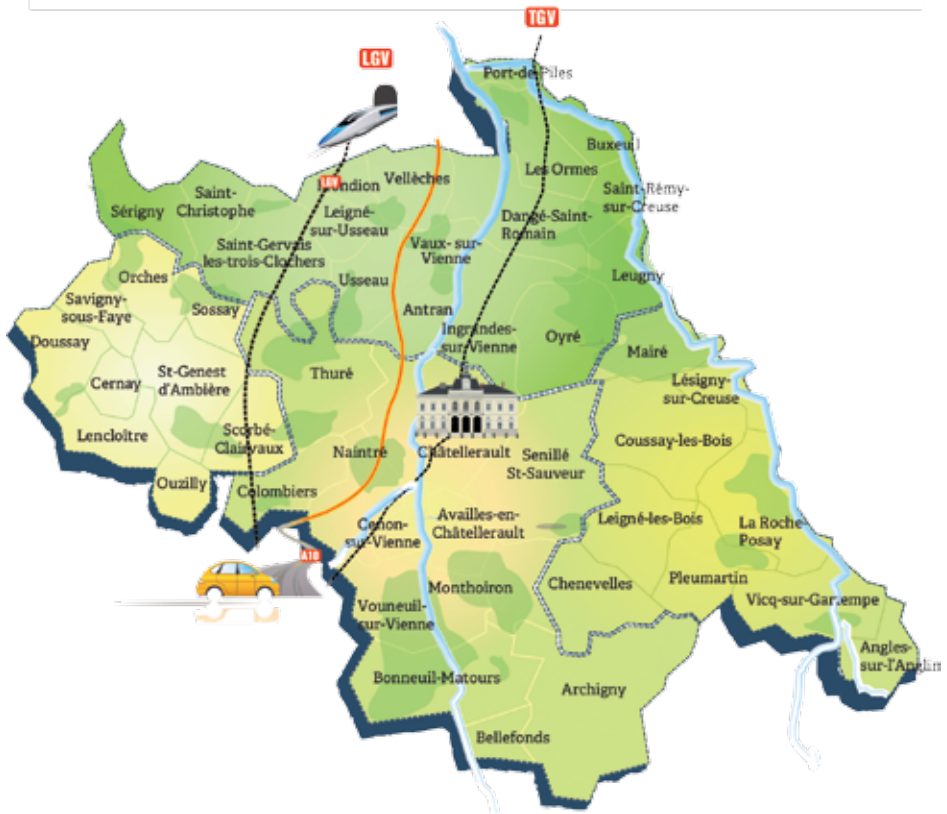 TGV
LGV
Port-de-Piles
Buxeuil
Les Ormes
Vellèches
LGV
Saint-
Christophe
Saint-Rémy-
sur-Creuse
Leigné-
sur-Usseau
Sérigny
Dangé-Saint-
Romain
Saint-Gervais
les-trois-Clochers
Vaux- sur-
Vienne
Orches
Usseau
Leugny
Savigny-
sous-Faye
Sossay
Antran
Ingrandes-
sur-Vienne
Oyré
Doussay
Mairé
Thuré
St-Genest
d'Ambière
Cernay
Lésigny-
sur-Creuse
Lencloître
Scorbé-
Clairvaux
Naintré
Châtellerault
Senillé
St-Sauveur
Coussay-les-Bois
Ouzilly
Colombiers
Cenon-
sur-Vienne
Availles-en-
Châtellerault
Leigné-les-Bois
La Roche-
Posay
A10
Monthoiron
Chenevelles
Pleumartin
Vicq-sur-Gartempe
Vouneuil-
sur-Vienne
Angles-
sur-l'Anglin
Bonneuil-Matours
Archigny
Bellefonds